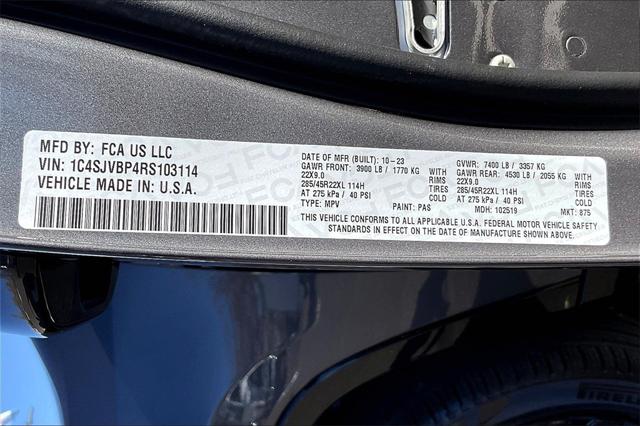 MFD BY: FCA US LLC
VIN: 1C4SJVBP4RS103114
VEHICLE MADE IN: U.S.A.
DATE OF MFR (BUILT): 10-23
GVWR: 7400 LB / 3357 KG
GAWR FRONT: 3900 LB / 1770 KG WITH
GAWR REAR: 4530 LB / 2055 KG WITH
22X9.0 RIMS
22X9.0 RIMS
285/45R22XL 114H TIRES
285/45R22XL 114H TIRES
AT 275 kPa / 40 PSI
AT 275 kPa / 40 PSI
TYPE: MPV PAINT: PAS MDH: 102519 MKT: 875
THIS VEHICLE CONFORMS TO ALL APPLICABLE U.S.A. FEDERAL MOTOR VEHICLE SAFETY
STANDARDS IN EFFECT ON THE DATE OF MANUFACTURE SHOWN ABOVE.